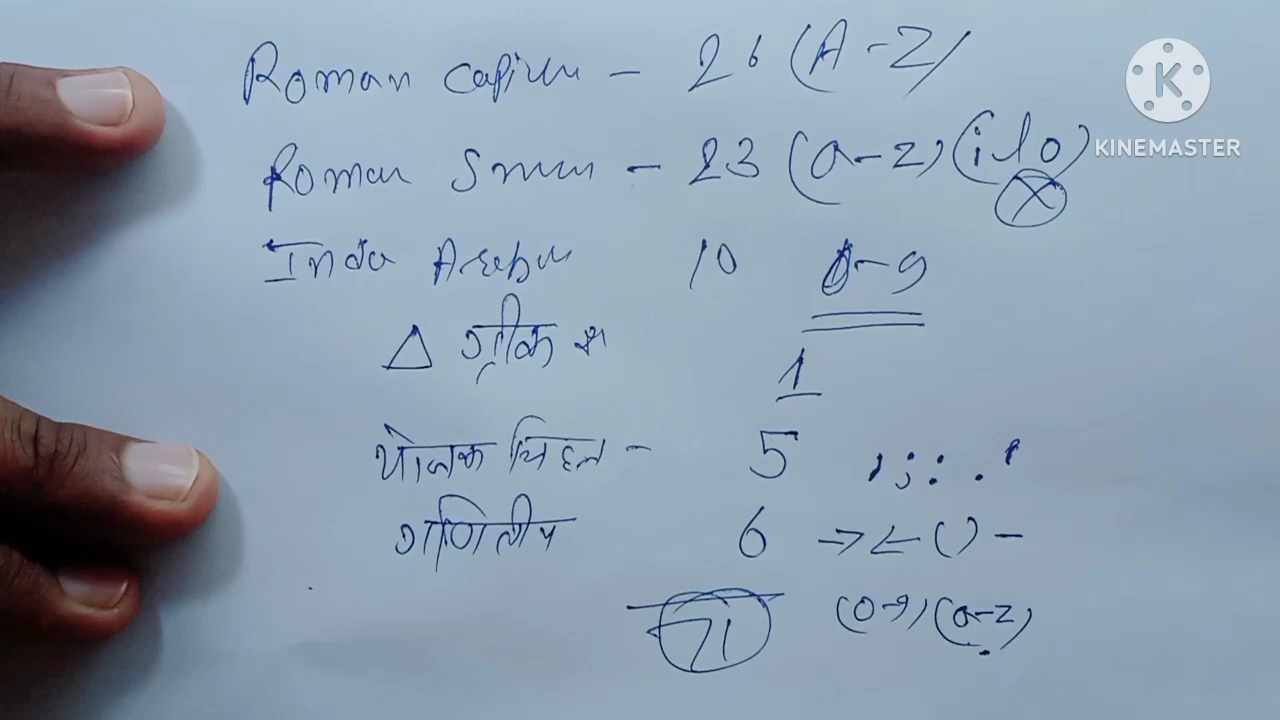 Roman Capital - 26 (A-Z)
K
KINEMASTER
Roman Small - 23 (a-z) (i l o) X
Indo Arabic 10 0-9
Δ ग्रीक 1
योजक चिह्न - 5 , ; : . '
गणितीय 6 → ← ( ) -
71 (0-9) (a-z)